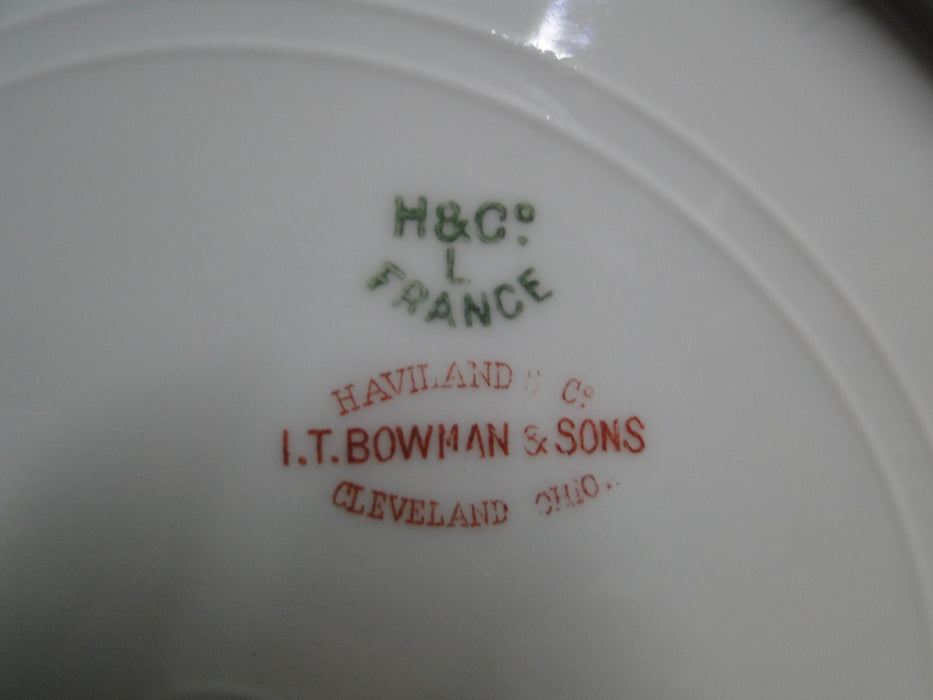 H&Cº
L
FRANCE
HAVILAND & Cº
I.T. BOWMAN & SONS
CLEVELAND OHIO.